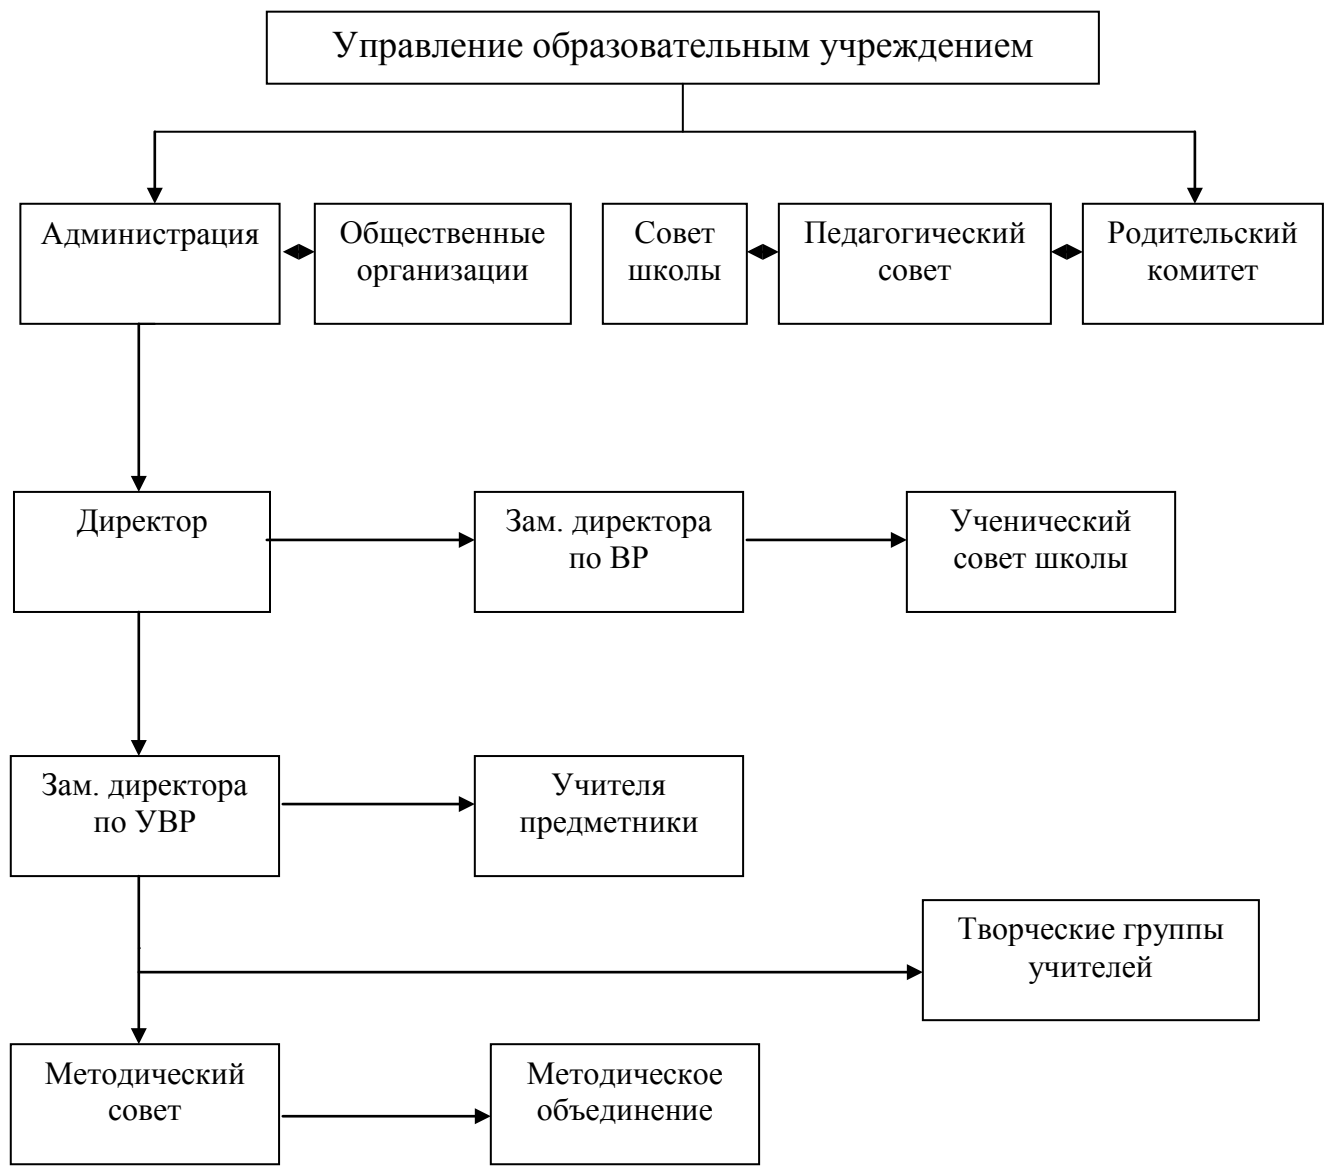 Управление образовательным учреждением
Администрация
Общественные
организации
Совет
школы
Педагогический
совет
Родительский
комитет
Директор
Зам. директора
по ВР
Ученический
совет школы
Зам. директора
по УВР
Учителя
предметники
Творческие группы
учителей
Методический
совет
Методическое
объединение